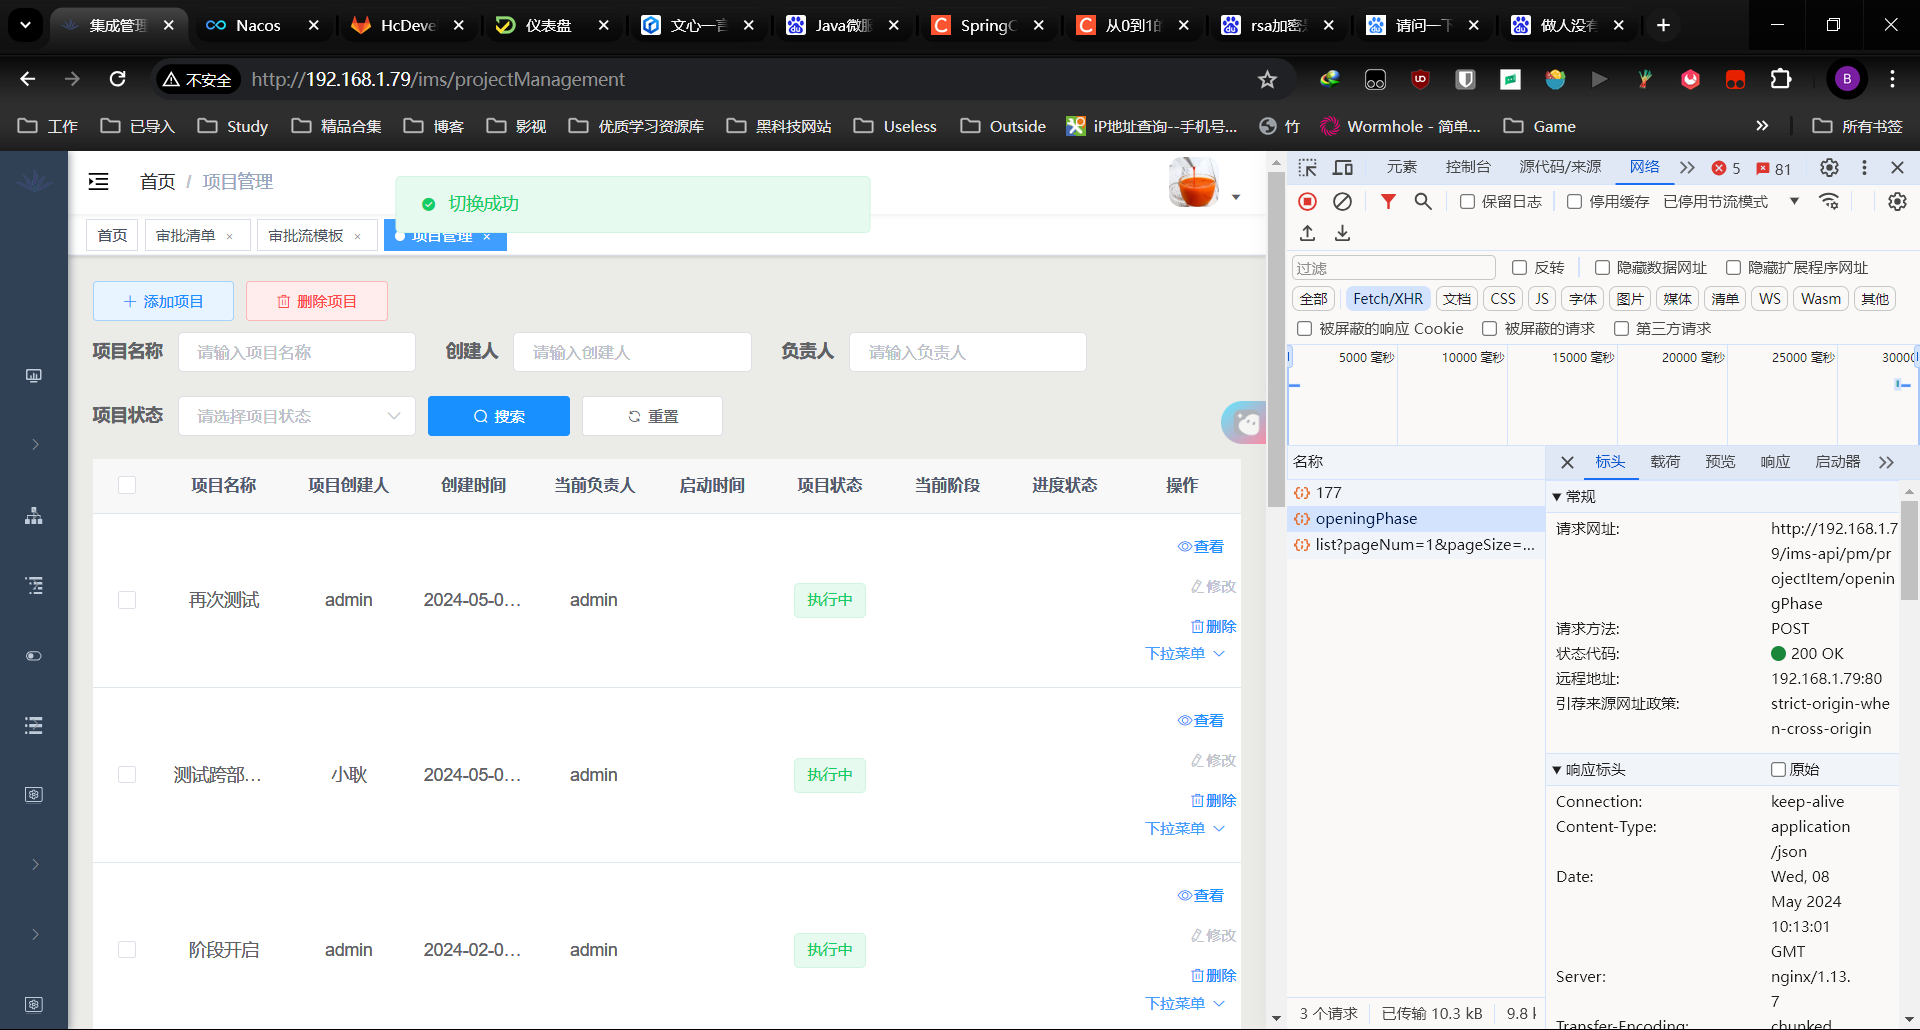 集成管理
Nacos
HcDeve
仪表盘
文心一言
Java微服
SpringC
从0到1的
rsa加密
请问一下
做人没有
不安全
http://192.168.1.79/ims/projectManagement
B
工作
已导入
Study
精品合集
博客
影视
优质学习资源库
黑科技网站
Useless
Outside
iP地址查询--手机号...
竹
Wormhole - 简单...
Game
所有书签
首页 / 项目管理
切换成功
首页
审批清单 ×
审批流模板 ×
项目管理 ×
+ 添加项目
删除项目
项目名称
请输入项目名称
创建人
请输入创建人
负责人
请输入负责人
项目状态
请选择项目状态
搜索
重置
项目名称 项目创建人 创建时间 当前负责人 启动时间 项目状态 当前阶段 进度状态 操作
查看
修改
再次测试 admin 2024-05-0... admin 执行中
删除
下拉菜单
查看
修改
测试跨部... 小耿 2024-05-0... admin 执行中
删除
下拉菜单
查看
修改
阶段开启 admin 2024-02-0... admin 执行中
删除
下拉菜单
元素
控制台
源代码/来源
网络
5
81
保留日志
停用缓存
已停用节流模式
过滤
反转
隐藏数据网址
隐藏扩展程序网址
全部
Fetch/XHR
文档
CSS
JS
字体
图片
媒体
清单
WS
Wasm
其他
被屏蔽的响应 Cookie
被屏蔽的请求
第三方请求
5000 毫秒
10000 毫秒
15000 毫秒
20000 毫秒
25000 毫秒
30000
名称
177
openingPhase
list?pageNum=1&pageSize=...
标头
载荷
预览
响应
启动器
常规
请求网址:
http://192.168.1.7
9/ims-api/pm/pr
ojectItem/openin
gPhase
请求方法:
POST
状态代码:
200 OK
远程地址:
192.168.1.79:80
引荐来源网址政策:
strict-origin-whe
n-cross-origin
响应标头
原始
Connection:
keep-alive
Content-Type:
application
/json
Date:
Wed, 08
May 2024
10:13:01
GMT
Server:
nginx/1.13.
7
Transfer-Encoding:
chunked
3 个请求
已传输 10.3 kB
9.8